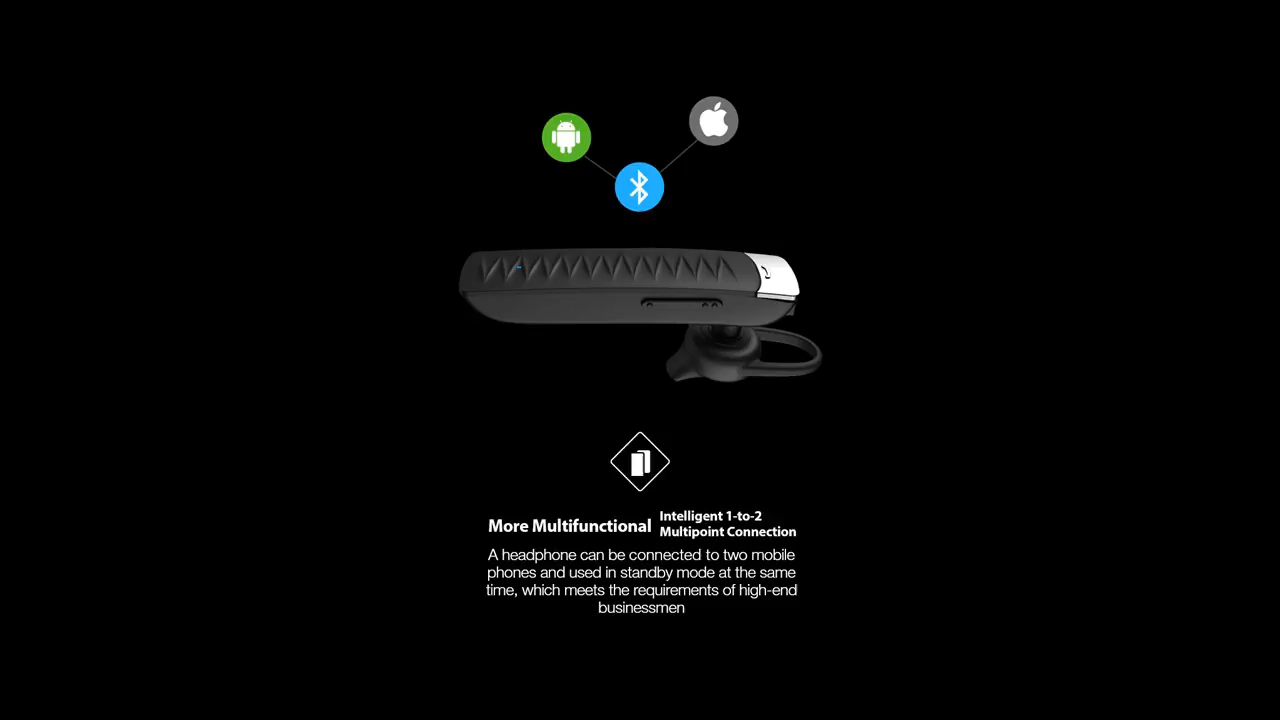 More Multifunctional
Intelligent 1-to-2
Multipoint Connection
A headphone can be connected to two mobile
phones and used in standby mode at the same
time, which meets the requirements of high-end
businessmen